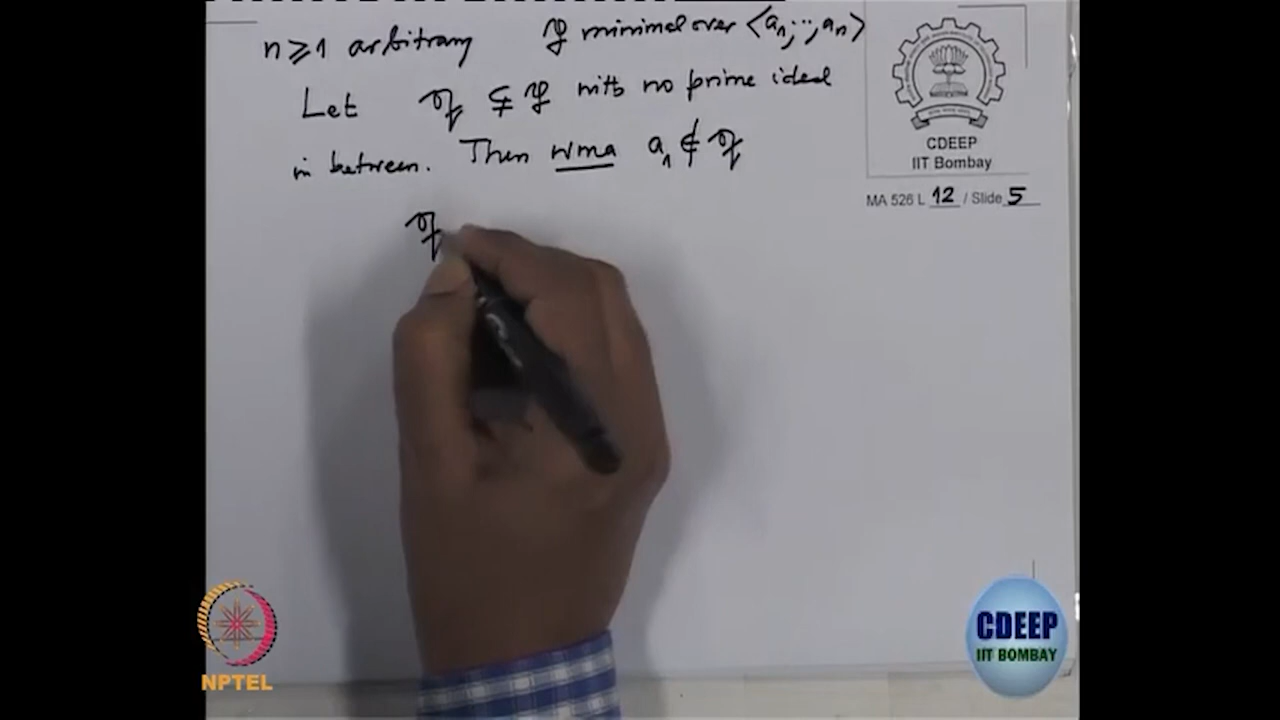 n ⩾ 1 arbitrary 𝔭 minimal over ⟨a₁,…,aₙ⟩
Let 𝔮 ⊊ 𝔭 with no prime ideal
in between. Then wma a₁ ∉ 𝔮
𝔮
CDEEP
IIT Bombay
MA 526 L 12 / Slide 5
NPTEL
CDEEP
IIT BOMBAY